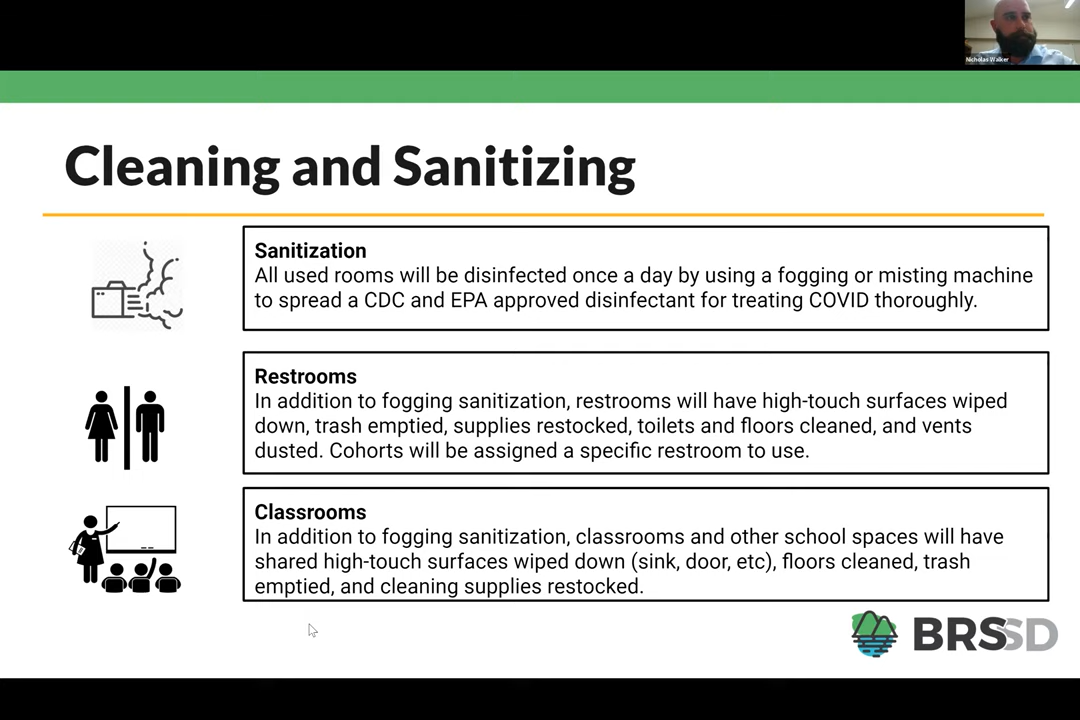 Nicholas Walker
Cleaning and Sanitizing
Sanitization
All used rooms will be disinfected once a day by using a fogging or misting machine
to spread a CDC and EPA approved disinfectant for treating COVID thoroughly.
Restrooms
In addition to fogging sanitization, restrooms will have high-touch surfaces wiped
down, trash emptied, supplies restocked, toilets and floors cleaned, and vents
dusted. Cohorts will be assigned a specific restroom to use.
Classrooms
In addition to fogging sanitization, classrooms and other school spaces will have
shared high-touch surfaces wiped down (sink, door, etc), floors cleaned, trash
emptied, and cleaning supplies restocked.
BRSSD